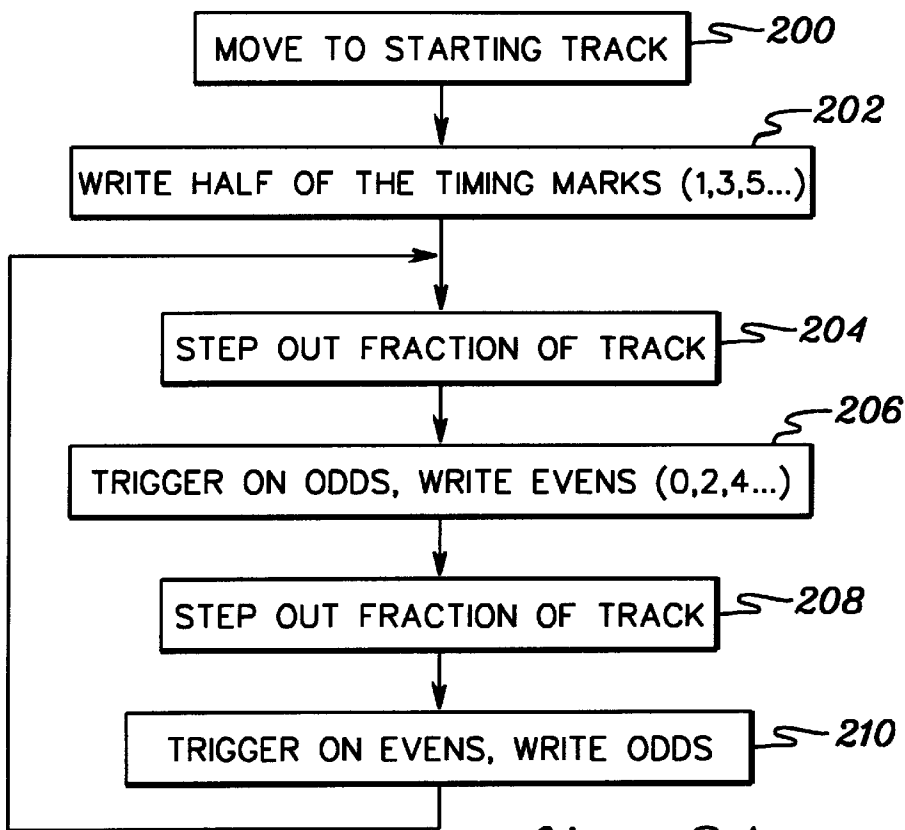 MOVE TO STARTING TRACK 200
202
WRITE HALF OF THE TIMING MARKS (1,3,5...)
STEP OUT FRACTION OF TRACK 204
206
TRIGGER ON ODDS, WRITE EVENS (0,2,4...)
STEP OUT FRACTION OF TRACK 208
TRIGGER ON EVENS, WRITE ODDS 210